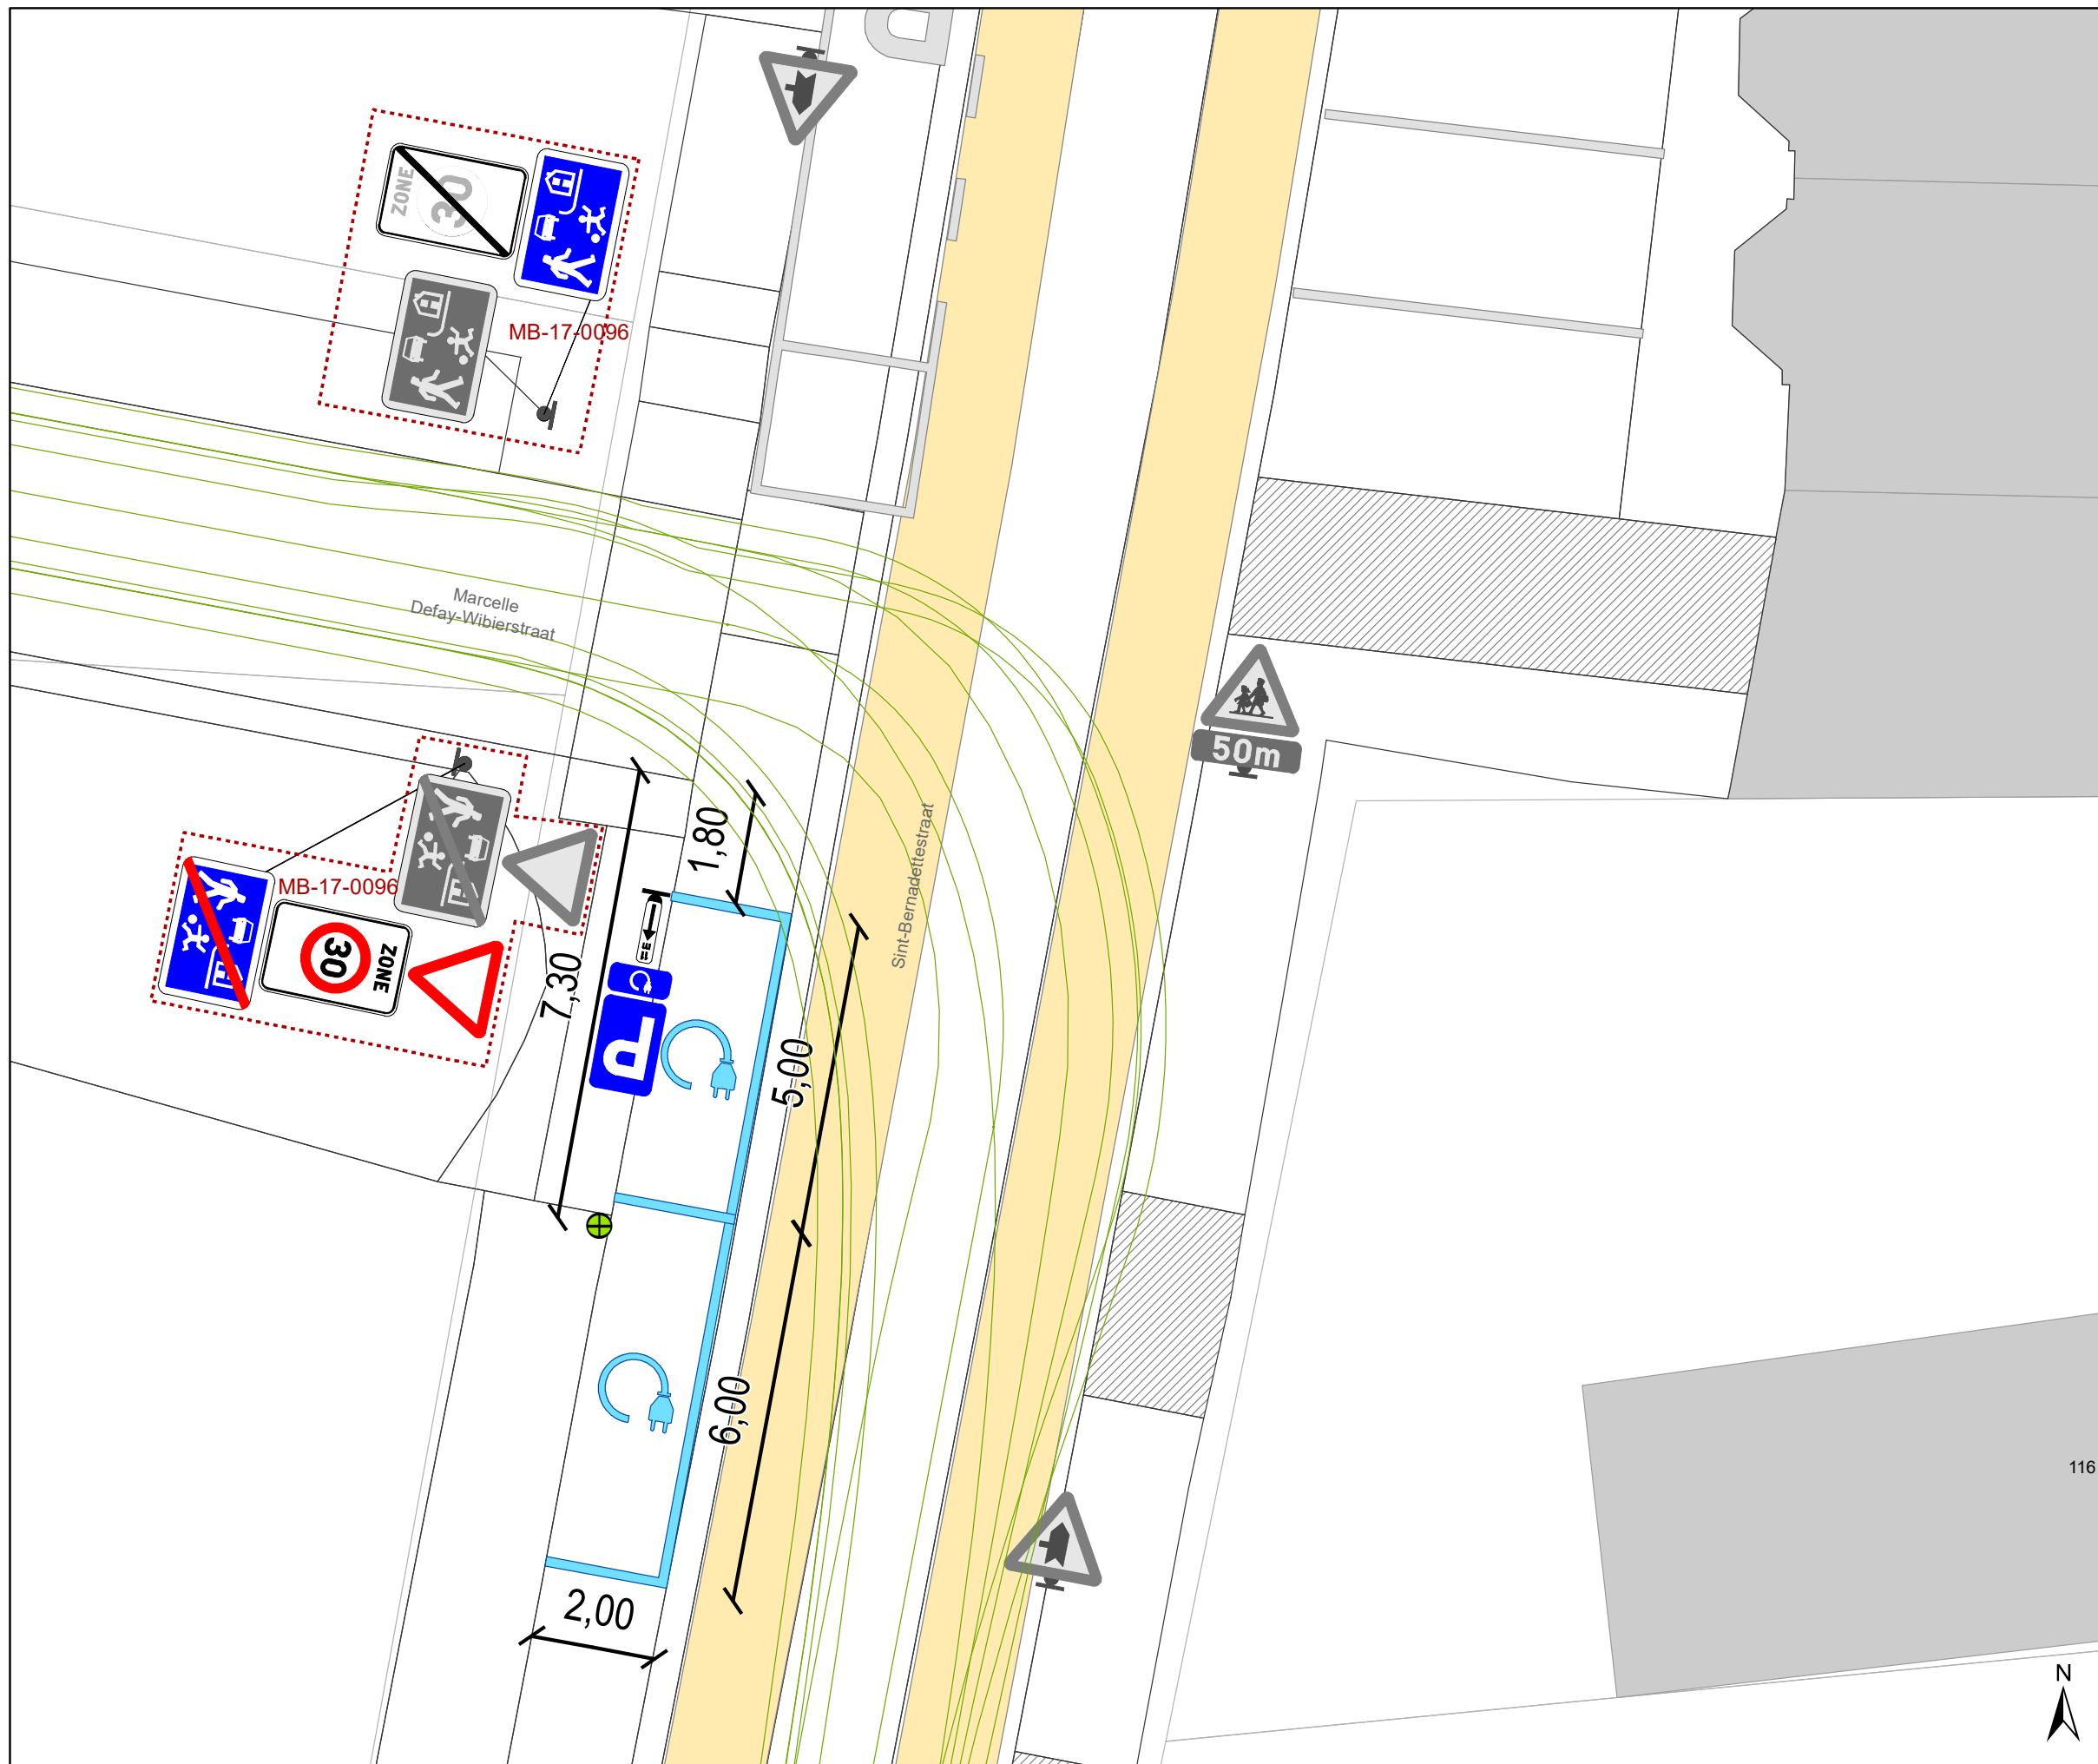 P
ZONE
30
MB-17-0096
Marcelle
Defay-Wibierstraat
50m
1,80
Sint-Bernadettestraat
MB-17-0096
30
ZONE
7,30
P
5,00
6,00
2,00
116
N